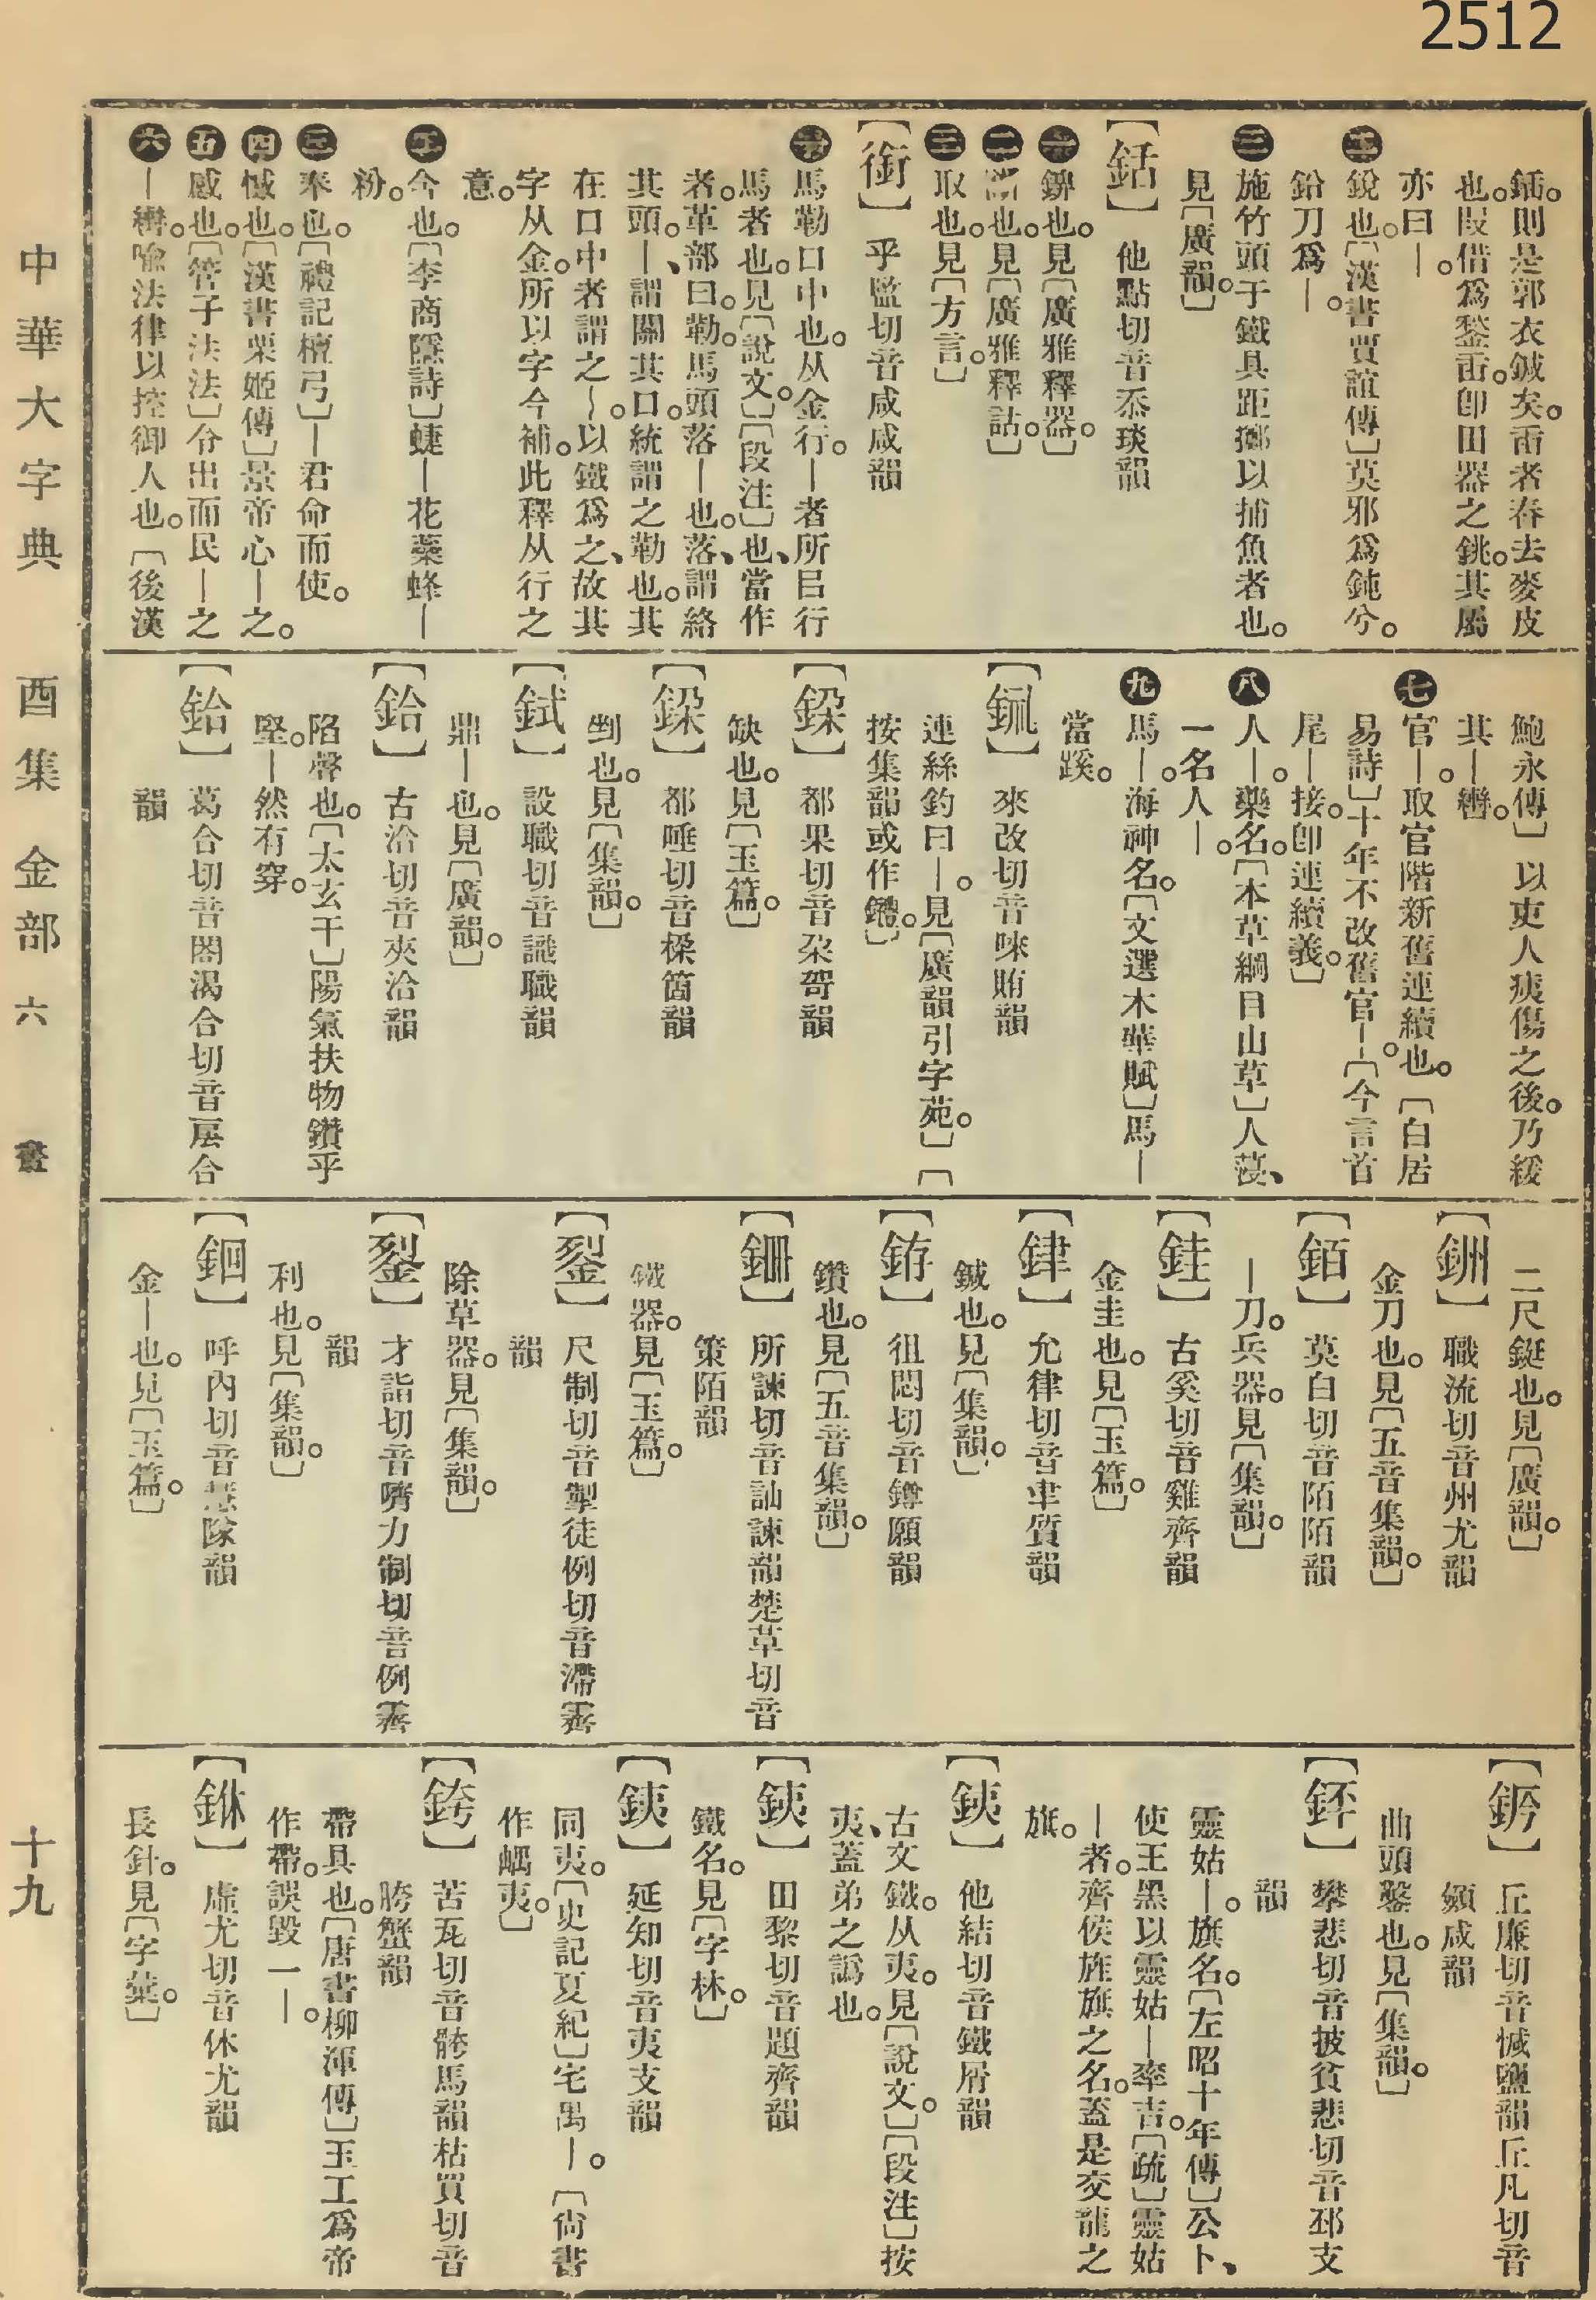 2512
鍤。則是郭衣鍼矣。臿者舂去麥皮
也。叚借爲鍫臿。卽田器之銚。其屬
亦曰—。
銳也。〔漢書賈誼傳〕莫邪爲鈍兮。
鉛刀爲—。
三 施竹頭于鐵具距擲以捕魚者也。
見〔廣韻。〕
【銛】 他點切音忝琰韻
見〔廣雅釋器。〕
二 斷也。見〔廣雅釋詁。〕
三 取也。見〔方言。〕
【銜】 乎監切音咸咸韻
馬勒口中也。从金行。—者所㠯行
馬者也。見〔說文。〕〔段注〕也、當作
者。革部曰。勒。馬頭落—也。落、謂絡
其頭。—、謂關其口。統謂之勒也。其
在口中者謂之—。以鐵爲之、故其
字从金。所以字今補。此釋从行之
意。
今也。〔李商隱詩〕蜨—花藥蜂—
粉。
三 奉也。〔禮記檀弓〕—君命而使。
四 憾也。〔漢書栗姬傳〕景帝心—之。
五 感也。〔管子法法〕令出而民—之
六 —轡。喩法律以控御人也。〔後漢
鮑永傳〕以吏人痍傷之後。乃緩
其—轡。
七 官—。取官階新舊連續也。〔白居
易詩〕十年不改舊官—。〔今言首
尾—接。卽連續義。〕
八 人—。藥名。〔本草綱目山草〕人葠、
一名人—。
九 馬—。海神名。〔文選木華賦〕馬—
當蹊。
來改切音唻賄韻
連絲釣曰—。見〔廣韻引字苑。〕〔
按集韻或作䥶。〕
【鎠】 都果切音朶哿韻
缺也。見〔玉篇。〕
都唾切音椺箇韻
剉也。見〔集韻。〕
【鉽】 設職切音識職韻
鼎—也。見〔廣韻。〕
【鉿】 古洽切音夾洽韻
陷聲也。〔太玄干〕陽氣扶物鑽乎
堅。—然有穿。
【鉿】 葛合切音閤渴合切音㕎合
韻
二尺鋌也。見〔廣韻。〕
【銂】 職流切音州尤韻
金刀也。見〔五音集韻。〕
【銆】 莫白切音陌陌韻
—刀。兵器。見〔集韻。〕
【銈】 古奚切音雞齊韻
金圭也。見〔玉篇。〕
【銉】 允律切音聿質韻
鍼也。見〔集韻。〕
【銌】 徂悶切音鐏願韻
鑽也。見〔五音集韻。〕
所諫切音訕諫韻楚革切音
策陌韻
鐵器。見〔玉篇。〕
【銐】 尺制切音掣徒例切音滯霽
韻
除草器。見〔集韻。〕
【銐】 才詣切音嚌力制切音例霽
韻
利也。見〔集韻。〕
呼內切音 隊韻
金—也。見〔玉篇。〕
丘廉切音慽鹽韻丘凡切音
咸韻
曲頭鑿也。見〔集韻。〕
【銔】 攀悲切音披貧悲切音邳支
韻
靈姑—。旗名。〔左昭十年傳〕公卜、
使王黑以靈姑—率吉。〔疏〕靈姑
—者。齊侯旌旗之名。蓋是交龍之
旗。
【銕】 他結切音鐵屑韻
古文鐵。从夷。見〔說文。〕〔段注〕按
夷、蓋弟之譌也。
【銕】 田黎切音題齊韻
鐵名。見〔字林。〕
【銕】 延知切音夷支韻
同夷。〔史記夏紀〕宅禺—。〔尙書
作嵎夷。〕
【銙】 苦瓦切音骻馬韻枯買切音
胯蟹韻
帶具也。〔唐書柳渾傳〕玉工爲帝
作帶。誤毀一—。
【銝】 虛尤切音休尤韻
長針。見〔字彙。〕
中華大字典 酉集 金部 六畫
十九